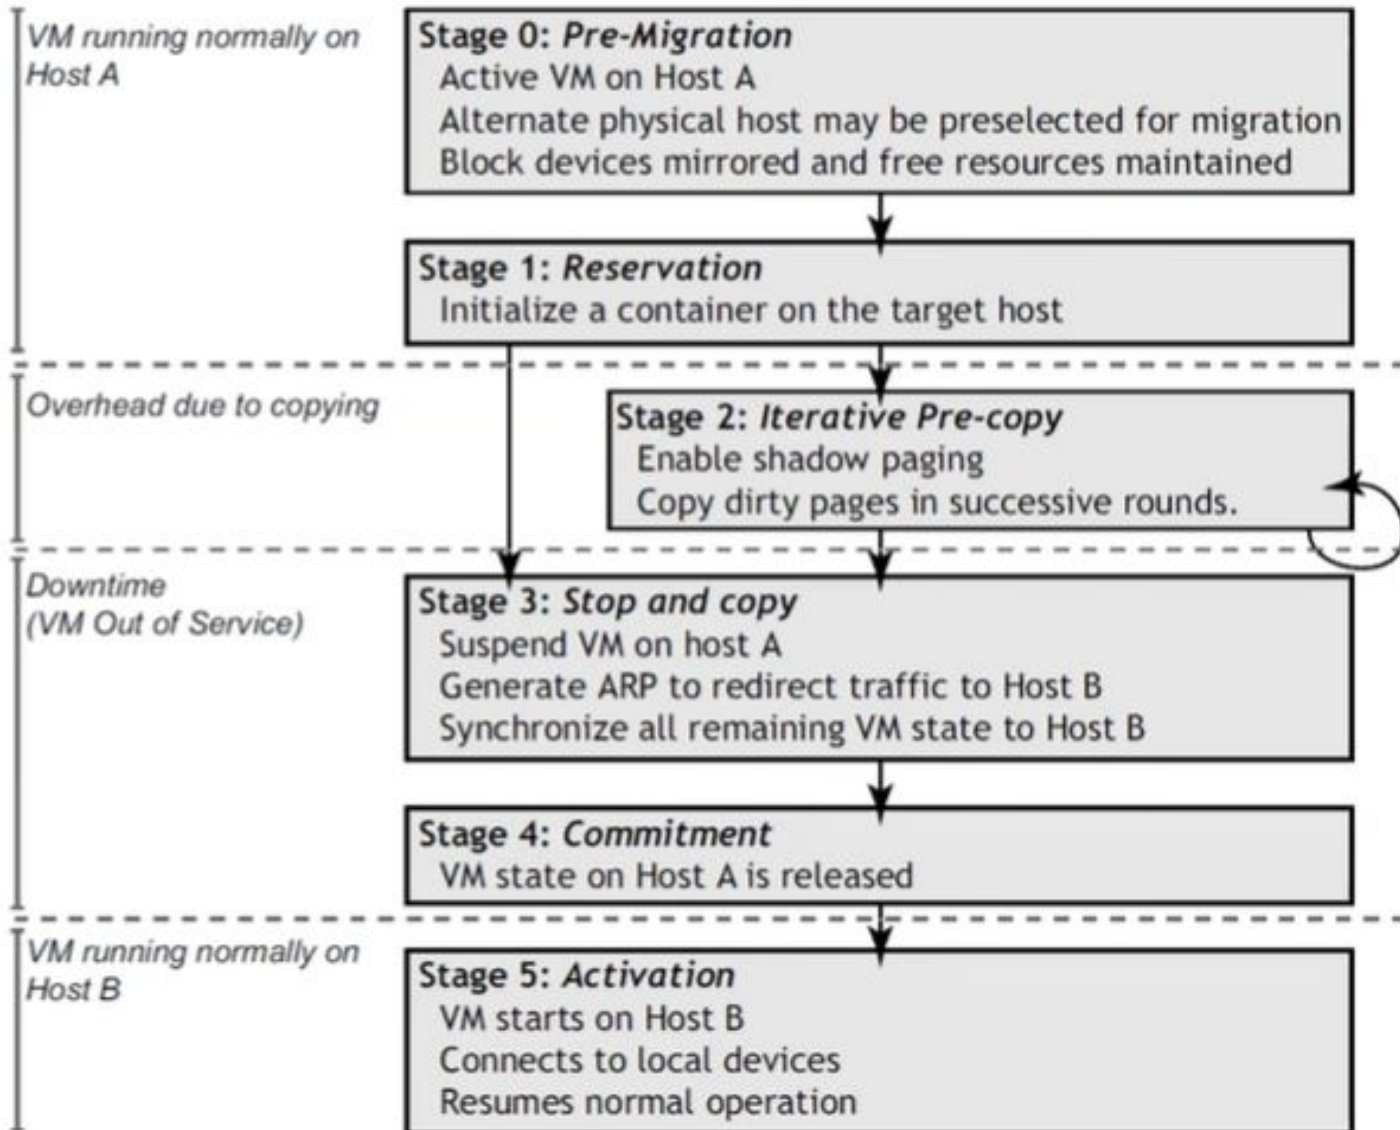 VM running normally on
Host A
Stage 0: Pre-Migration
Active VM on Host A
Alternate physical host may be preselected for migration
Block devices mirrored and free resources maintained
Stage 1: Reservation
Initialize a container on the target host
Overhead due to copying
Stage 2: Iterative Pre-copy
Enable shadow paging
Copy dirty pages in successive rounds.
Downtime
(VM Out of Service)
Stage 3: Stop and copy
Suspend VM on host A
Generate ARP to redirect traffic to Host B
Synchronize all remaining VM state to Host B
Stage 4: Commitment
VM state on Host A is released
VM running normally on
Host B
Stage 5: Activation
VM starts on Host B
Connects to local devices
Resumes normal operation